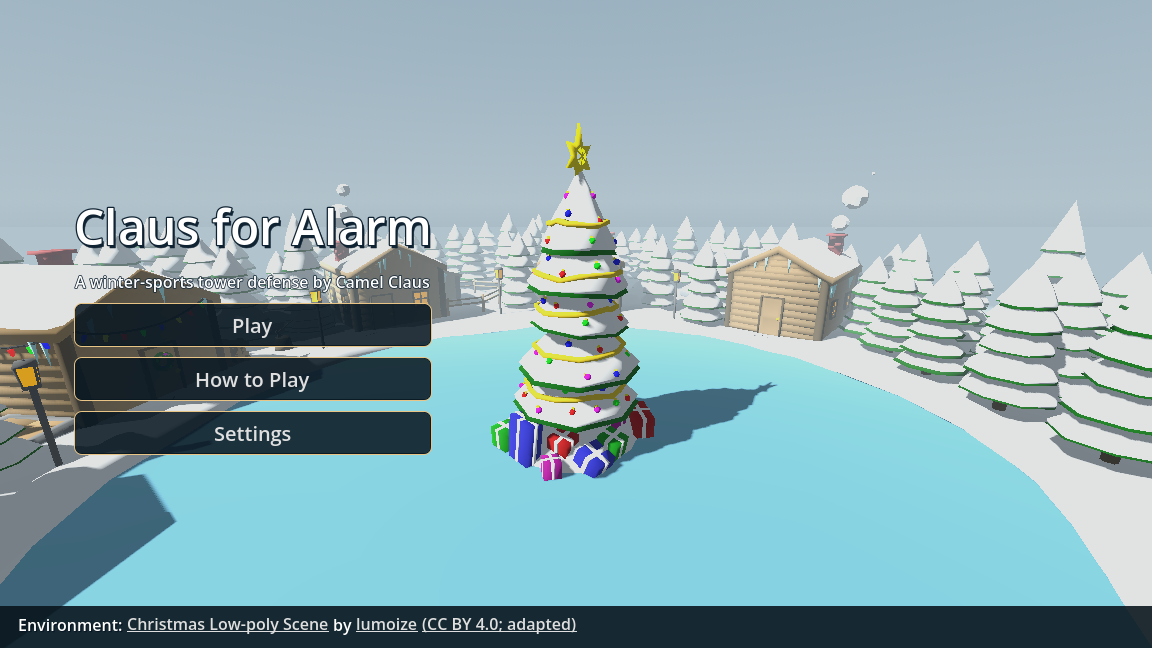 Claus for Alarm
A winter-sports tower defense by Camel Claus
Play
How to Play
Settings
Environment: Christmas Low-poly Scene by lumoize (CC BY 4.0; adapted)